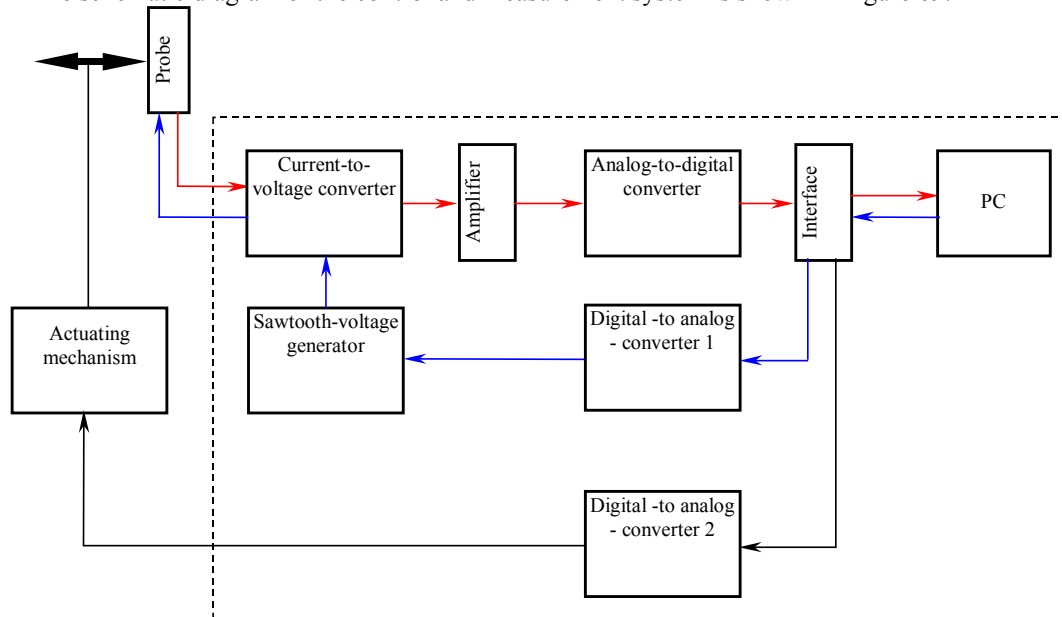 Probe
Current-to-
voltage converter
Amplifier
Analog-to-digital
converter
Interface
PC
Actuating
mechanism
Sawtooth-voltage
generator
Digital -to analog
- converter 1
Digital -to analog
- converter 2